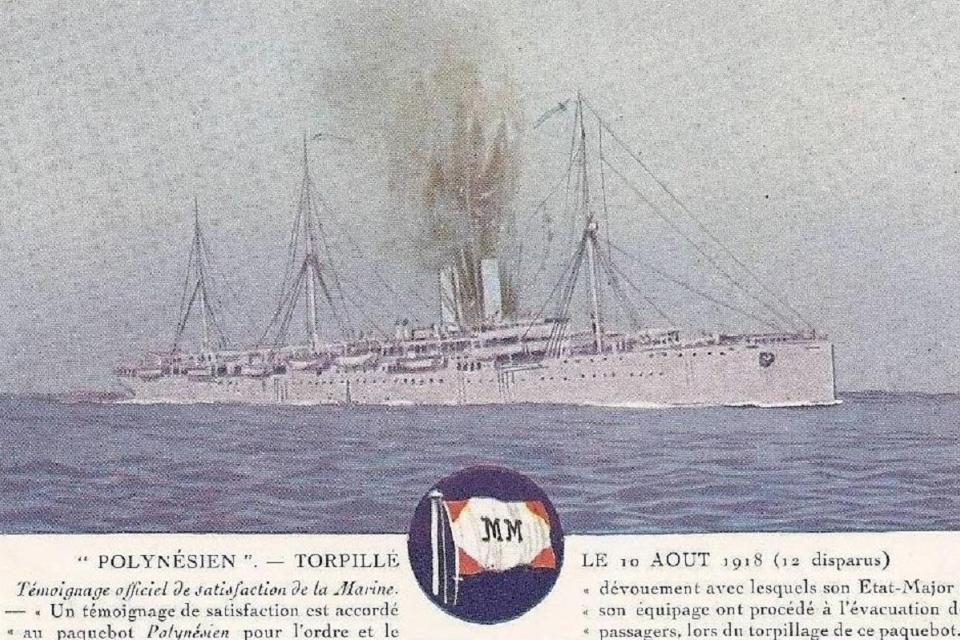 MM
“ POLYNÉSIEN ”. — TORPILLÉ LE 10 AOUT 1918 (12 disparus)
Témoignage officiel de satisfaction de la Marine.
— « Un témoignage de satisfaction est accordé
« au paquebot Polynésien pour l'ordre et le
« dévouement avec lesquels son Etat-Major
« son équipage ont procédé à l'évacuation
« passagers, lors du torpillage de ce paquebot.